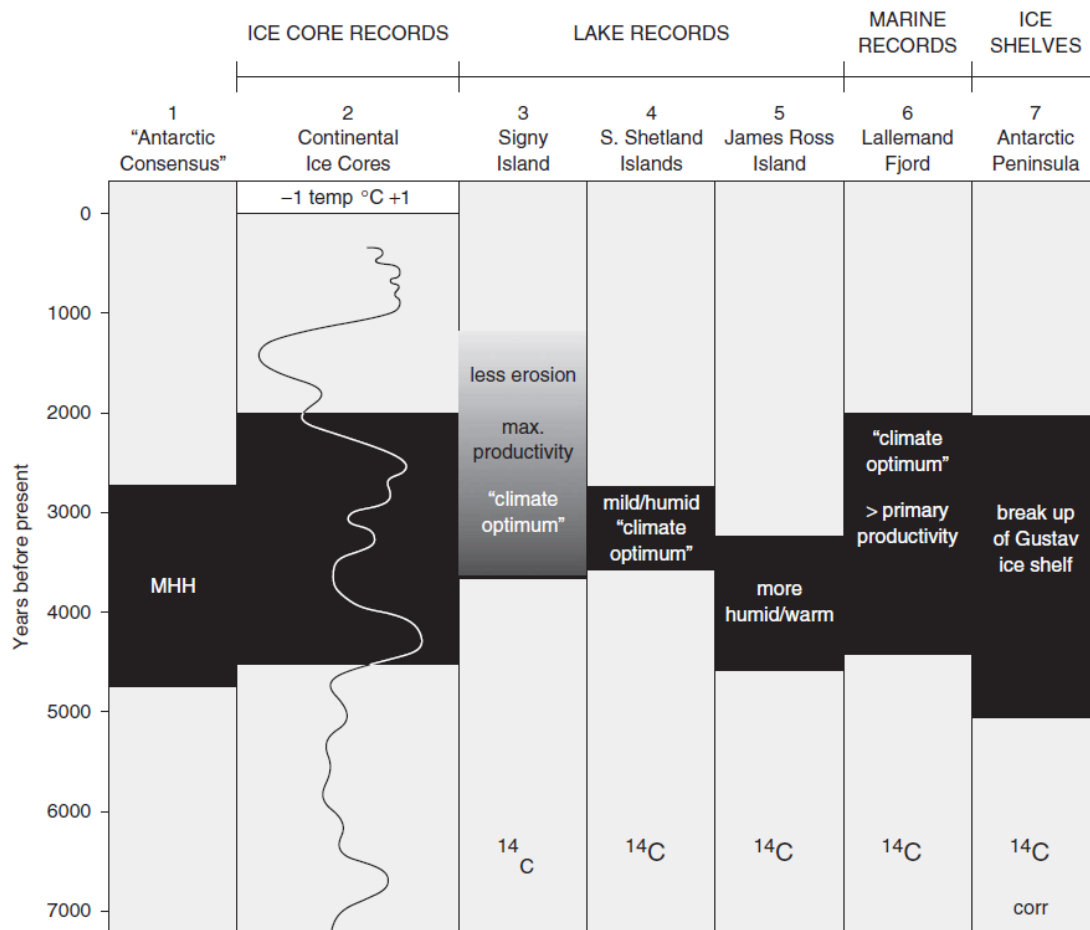 ICE CORE RECORDS
LAKE RECORDS
MARINE
RECORDS
ICE
SHELVES
1
“Antarctic
Consensus”
2
Continental
Ice Cores
3
Signy
Island
4
S. Shetland
Islands
5
James Ross
Island
6
Lallemand
Fjord
7
Antarctic
Peninsula
–1 temp °C +1
Years before present
0
1000
2000
3000
4000
5000
6000
7000
MHH
less erosion
max.
productivity
“climate
optimum”
mild/humid
“climate
optimum”
more
humid/warm
“climate
optimum”
> primary
productivity
break up
of Gustav
ice shelf
14
C
14C
14C
14C
14C
corr